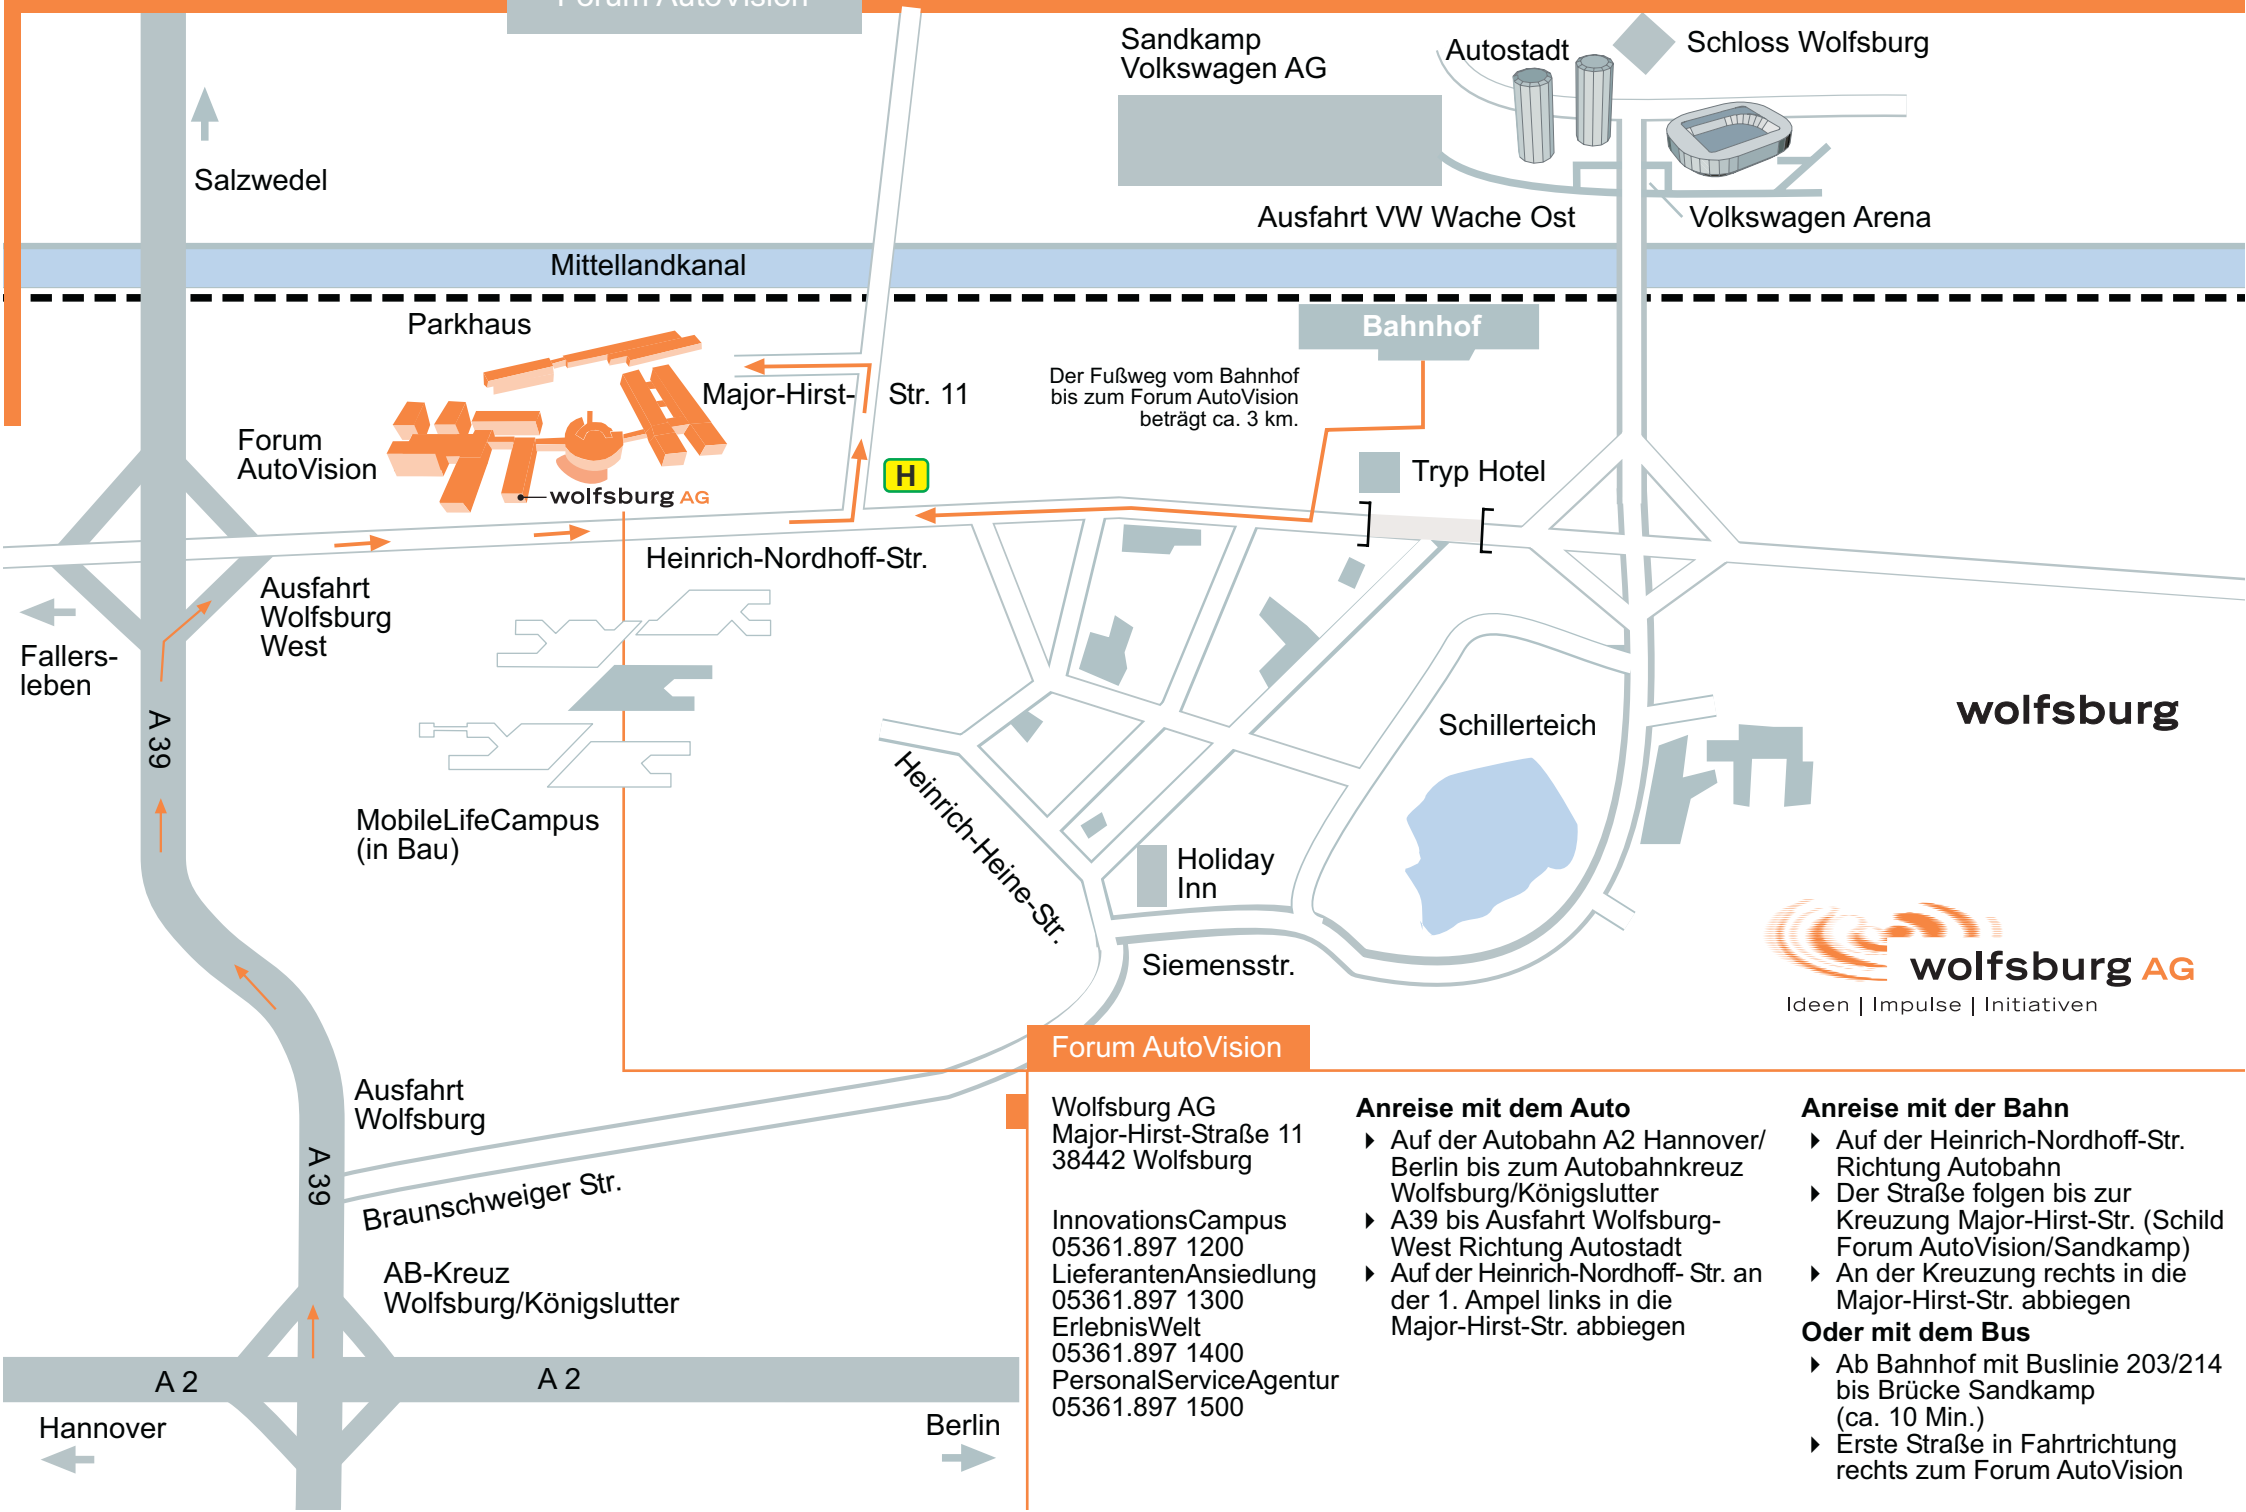 Forum AutoVision
Sandkamp
Volkswagen AG
Autostadt
Schloss Wolfsburg
Salzwedel
Ausfahrt VW Wache Ost
Volkswagen Arena
Mittellandkanal
Parkhaus
Bahnhof
Der Fußweg vom Bahnhof
bis zum Forum AutoVision
beträgt ca. 3 km.
Major-Hirst- Str. 11
Forum
AutoVision
H
Tryp Hotel
wolfsburg AG
Heinrich-Nordhoff-Str.
Ausfahrt
Wolfsburg
West
Fallers-
leben
A 39
wolfsburg
Schillerteich
Heinrich-Heine-Str.
MobileLifeCampus
(in Bau)
Holiday
Inn
Siemensstr.
wolfsburg AG
Ideen | Impulse | Initiativen
Ausfahrt
Wolfsburg
A 39
Braunschweiger Str.
AB-Kreuz
Wolfsburg/Königslutter
A 2
A 2
Hannover
Berlin
Forum AutoVision
Wolfsburg AG
Major-Hirst-Straße 11
38442 Wolfsburg
InnovationsCampus
05361.897 1200
LieferantenAnsiedlung
05361.897 1300
ErlebnisWelt
05361.897 1400
PersonalServiceAgentur
05361.897 1500
Anreise mit dem Auto
Auf der Autobahn A2 Hannover/
Berlin bis zum Autobahnkreuz
Wolfsburg/Königslutter
A39 bis Ausfahrt Wolfsburg-
West Richtung Autostadt
Auf der Heinrich-Nordhoff- Str. an
der 1. Ampel links in die
Major-Hirst-Str. abbiegen
Anreise mit der Bahn
Auf der Heinrich-Nordhoff-Str.
Richtung Autobahn
Der Straße folgen bis zur
Kreuzung Major-Hirst-Str. (Schild
Forum AutoVision/Sandkamp)
An der Kreuzung rechts in die
Major-Hirst-Str. abbiegen
Oder mit dem Bus
Ab Bahnhof mit Buslinie 203/214
bis Brücke Sandkamp
(ca. 10 Min.)
Erste Straße in Fahrtrichtung
rechts zum Forum AutoVision